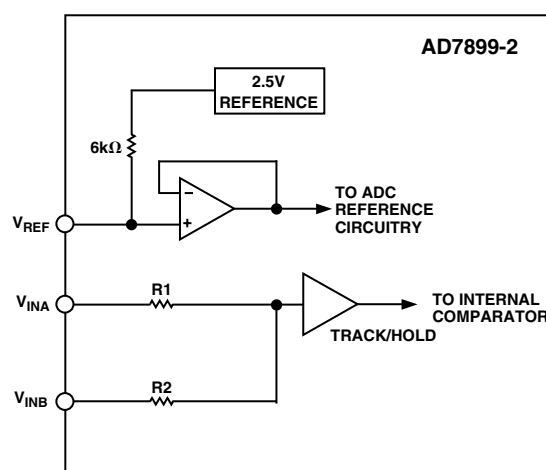 AD7899-2
2.5V
REFERENCE
6kΩ
TO ADC
REFERENCE
CIRCUITRY
VREF
−
+
VINA
R1
TRACK/HOLD
TO INTERNAL
COMPARATOR
VINB
R2